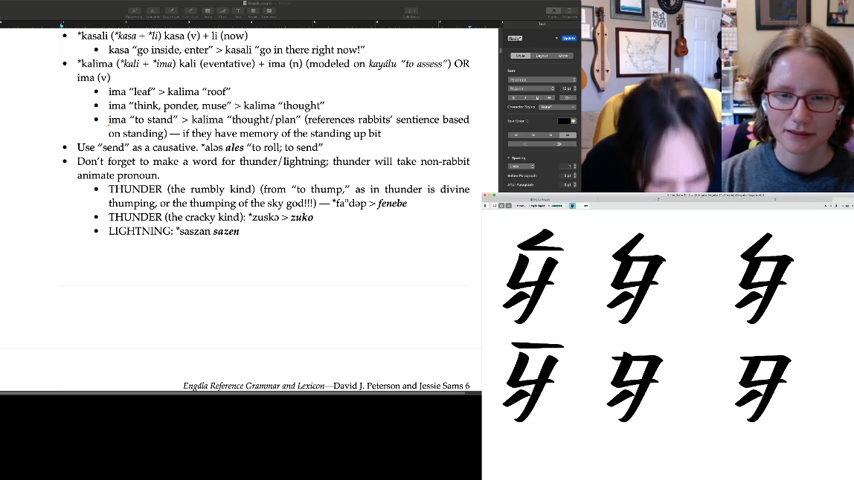 • *kasali (*kasa + *li) kasa (v) + li (now)
• kasa “go inside, enter” > kasali “go in there right now!”
• *kalima (*kali + *ima) kali (eventative) + ima (n) (modeled on kayálu “to assess”) OR
ima (v)
• ima “leaf” > kalima “roof”
• ima “think, ponder, muse” > kalima “thought”
• ima “to stand” > kalima “thought/plan” (references rabbits’ sentience based
on standing) — if they have memory of the standing up bit
• Use “send” as a causative. *aləs ales “to roll; to send”
• Don’t forget to make a word for thunder/lightning; thunder will take non-rabbit
animate pronoun.
• THUNDER (the rumbly kind) (from “to thump,” as in thunder is divine
thumping, or the thumping of the sky god!!!) — *faⁿdəp > fenebe
• THUNDER (the cracky kind): *zuskə > zuko
• LIGHTNING: *saszan sazen
Engála Reference Grammar and Lexicon—David J. Peterson and Jessie Sams 6